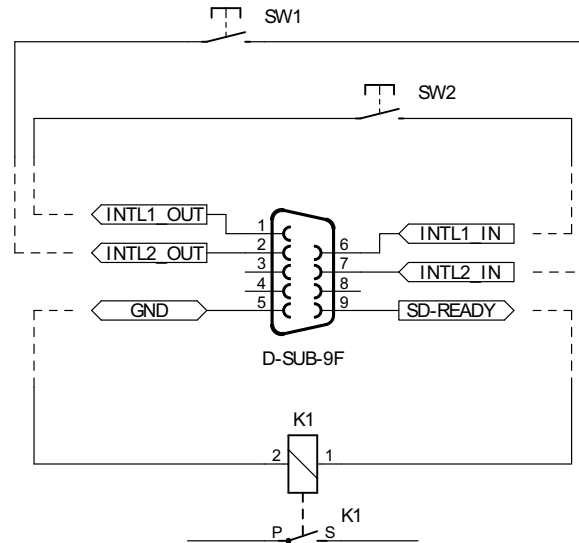 SW1
SW2
INTL1_OUT
1
6
INTL1_IN
INTL2_OUT
2
7
INTL2_IN
3
4
8
GND
5
9
SD-READY
D-SUB-9F
K1
2
1
K1
P
S